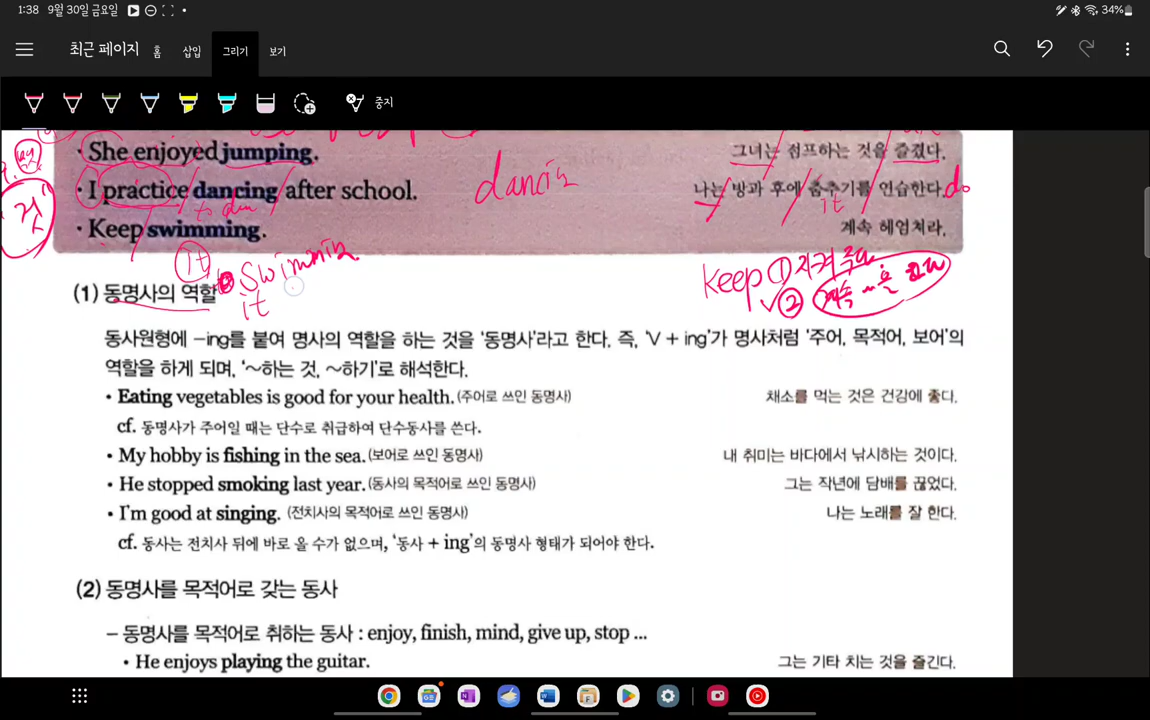 1:38 9월 30일 금요일 34%
최근 페이지 홈 삽입 그리기 보기
중지
· She enjoyed jumping. 그녀는 점프하는 것을 즐겼다.
· I practice dancing after school. 나는 방과 후에 춤추기를 연습한다. do
it
· Keep swimming. 계속 헤엄쳐라.
것
it
keep ① 지켜
② 계속
it
(1) 동명사의 역할
동사원형에 -ing를 붙여 명사의 역할을 하는 것을 '동명사'라고 한다. 즉, 'V + ing'가 명사처럼 '주어, 목적어, 보어'의
역할을 하게 되며, '~하는 것, ~하기'로 해석한다.
• Eating vegetables is good for your health. (주어로 쓰인 동명사) 채소를 먹는 것은 건강에 좋다.
cf. 동명사가 주어일 때는 단수로 취급하여 단수동사를 쓴다.
• My hobby is fishing in the sea. (보어로 쓰인 동명사) 내 취미는 바다에서 낚시하는 것이다.
• He stopped smoking last year. (동사의 목적어로 쓰인 동명사) 그는 작년에 담배를 끊었다.
• I'm good at singing. (전치사의 목적어로 쓰인 동명사) 나는 노래를 잘 한다.
cf. 동사는 전치사 뒤에 바로 올 수가 없으며, '동사 + ing'의 동명사 형태가 되어야 한다.
(2) 동명사를 목적어로 갖는 동사
– 동명사를 목적어로 취하는 동사 : enjoy, finish, mind, give up, stop ...
• He enjoys playing the guitar. 그는 기타 치는 것을 즐긴다.